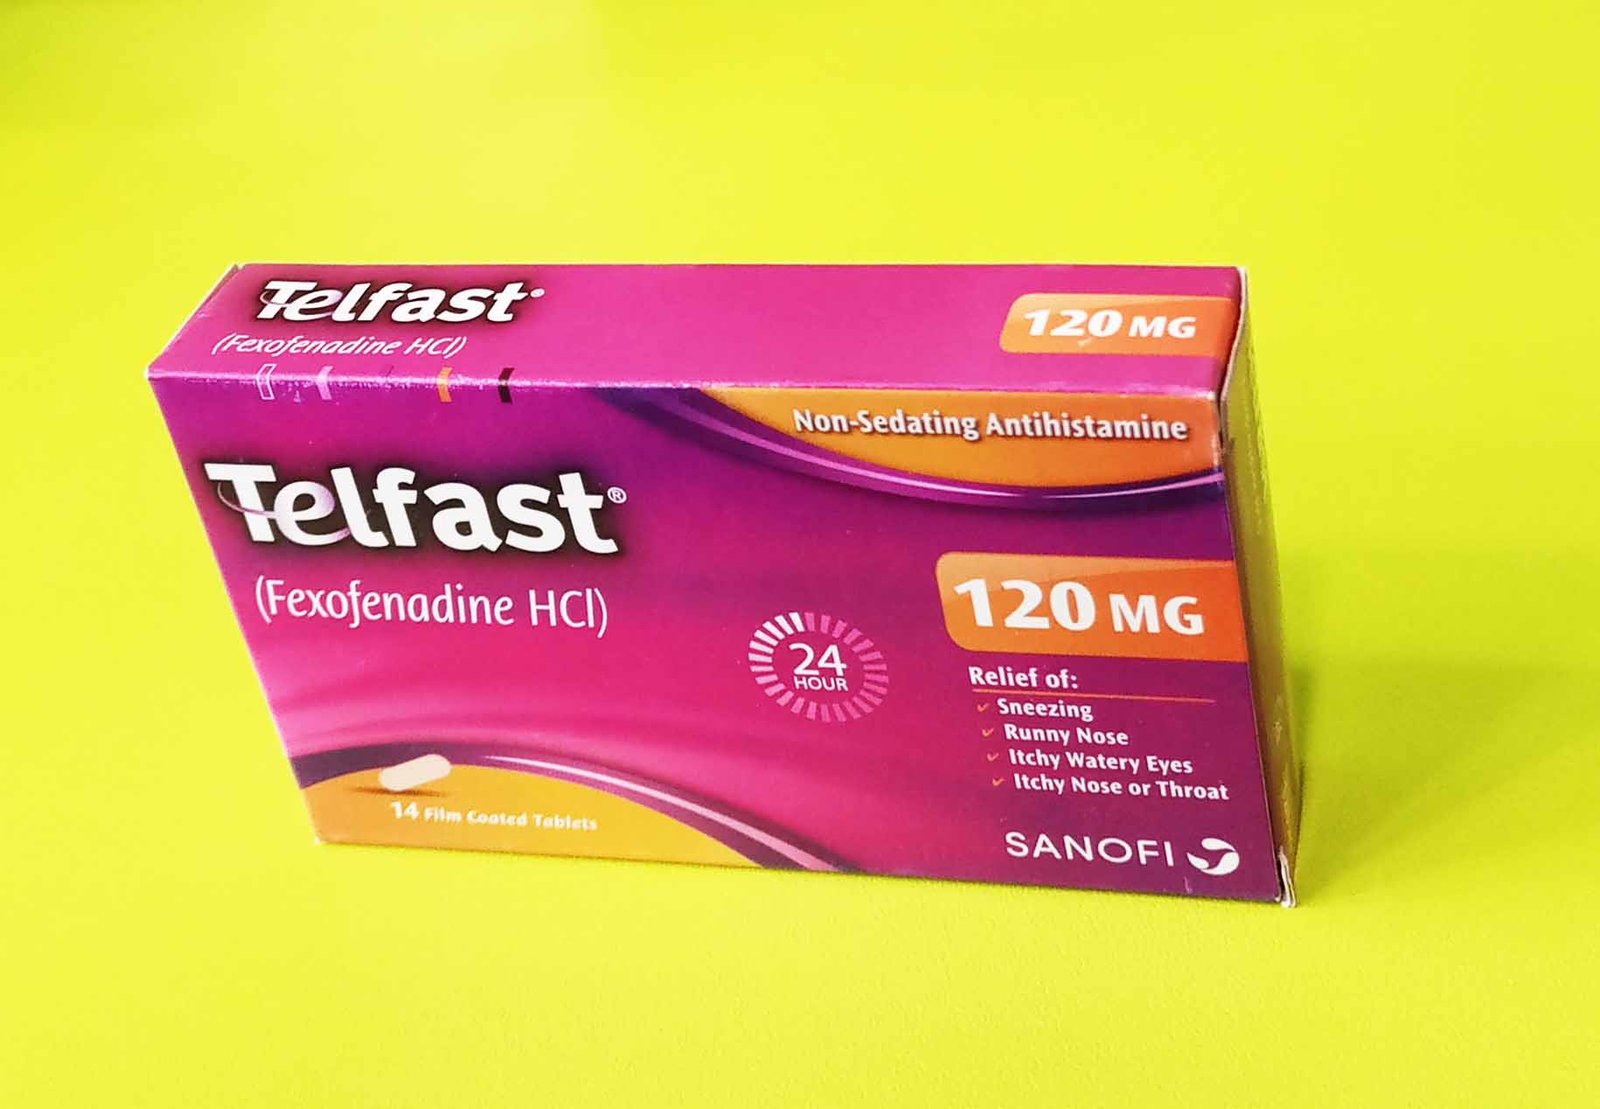 Telfast®
(Fexofenadine HCl)
120 MG
Non-Sedating Antihistamine
Telfast®
(Fexofenadine HCl)
120 MG
24
HOUR
Relief of:
Sneezing
Runny Nose
Itchy Watery Eyes
Itchy Nose or Throat
14 Film Coated Tablets
SANOFI